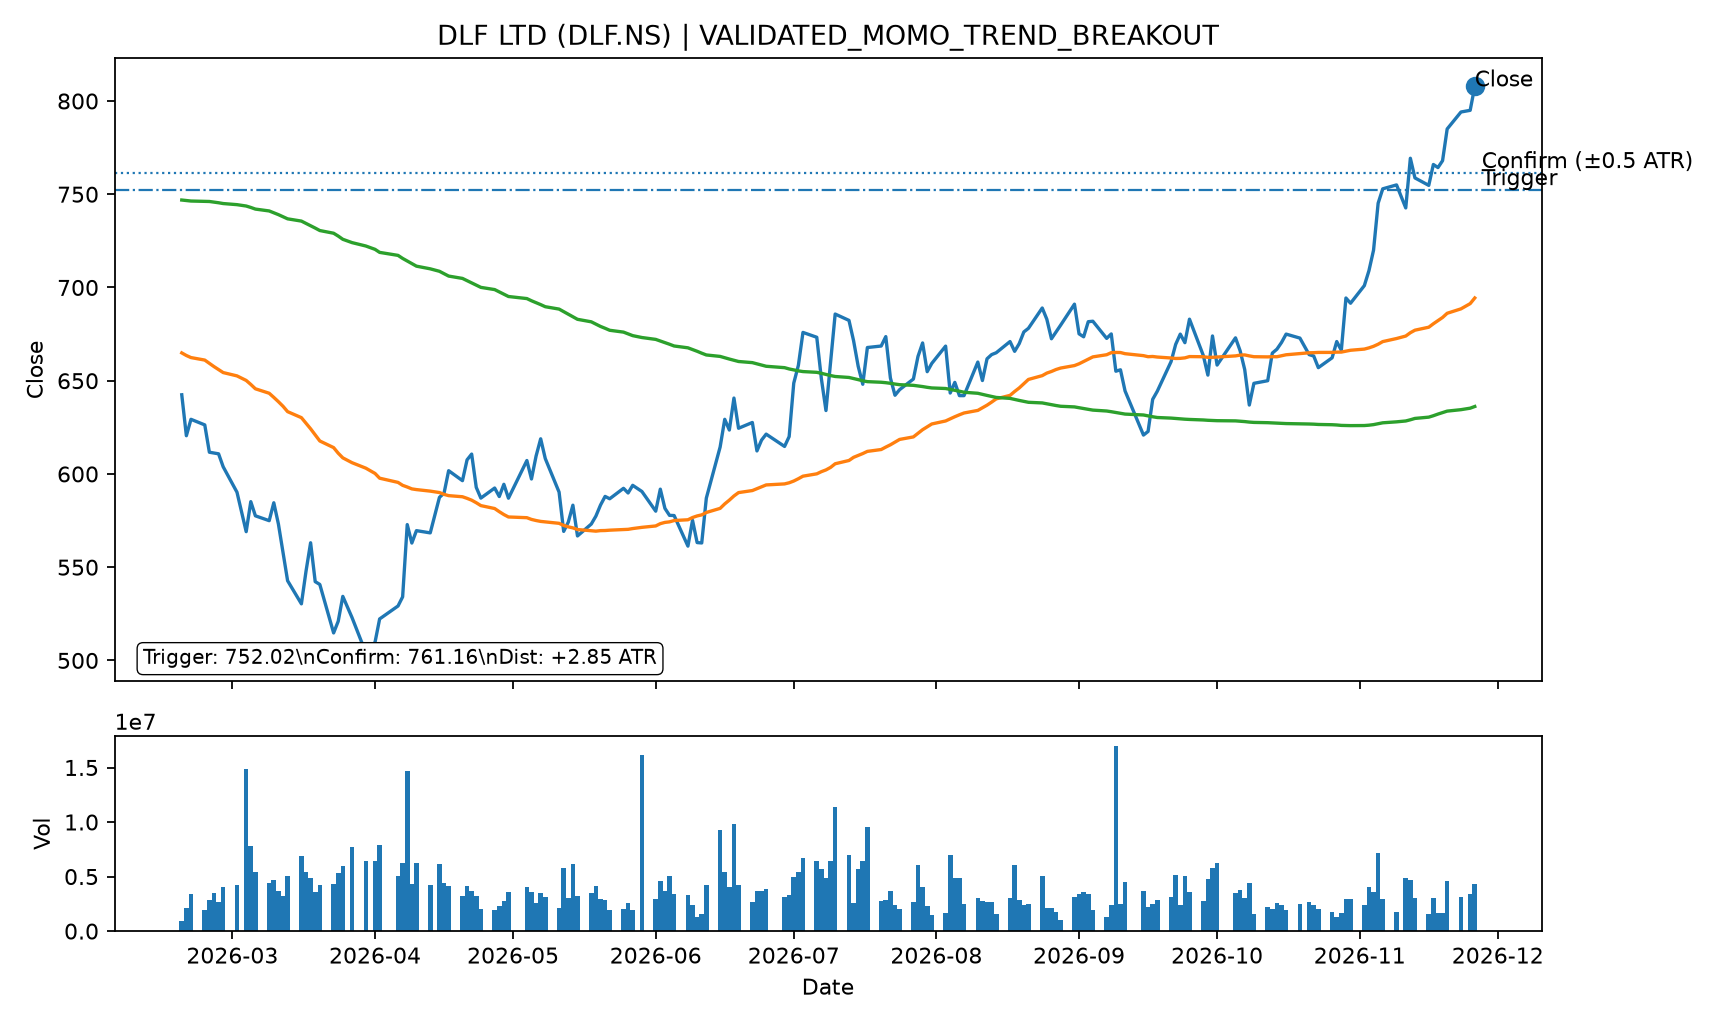 DLF LTD (DLF.NS) | VALIDATED_MOMO_TREND_BREAKOUT
Close
800
750
700
650
600
550
500
Close
Confirm (±0.5 ATR)
Trigger
Trigger: 752.02\nConfirm: 761.16\nDist: +2.85 ATR
1e7
Vol
1.5
1.0
0.5
0.0
2026-03 2026-04 2026-05 2026-06 2026-07 2026-08 2026-09 2026-10 2026-11 2026-12
Date